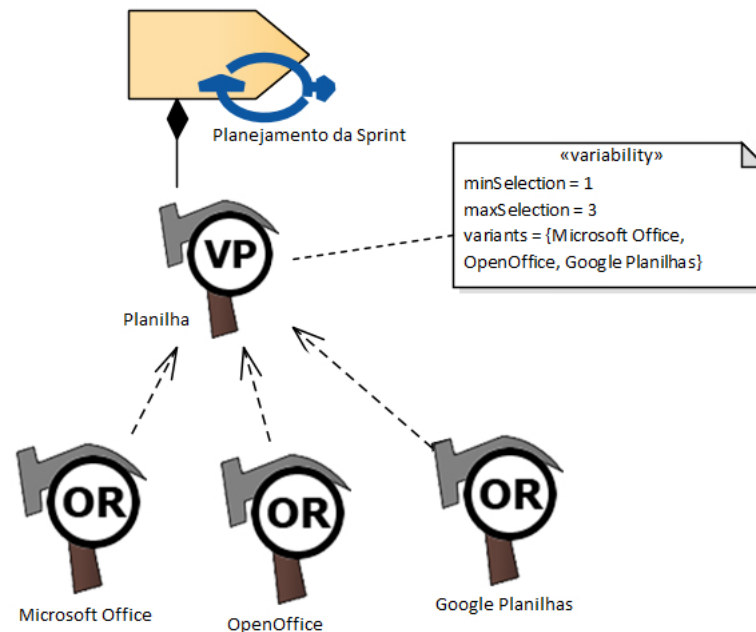 Planejamento da Sprint
«variability»
minSelection = 1
maxSelection = 3
variants = {Microsoft Office,
OpenOffice, Google Planilhas}
VP
Planilha
OR
OR
OR
Microsoft Office
OpenOffice
Google Planilhas